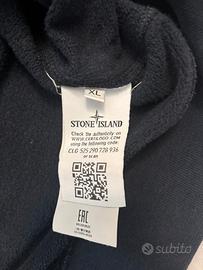 XL
STONE ISLAND
Check the authenticity on
WWW.CERTILOGO.COM
using the following code:
CLG 525 290 728 936
OR SCAN
EAC
subito